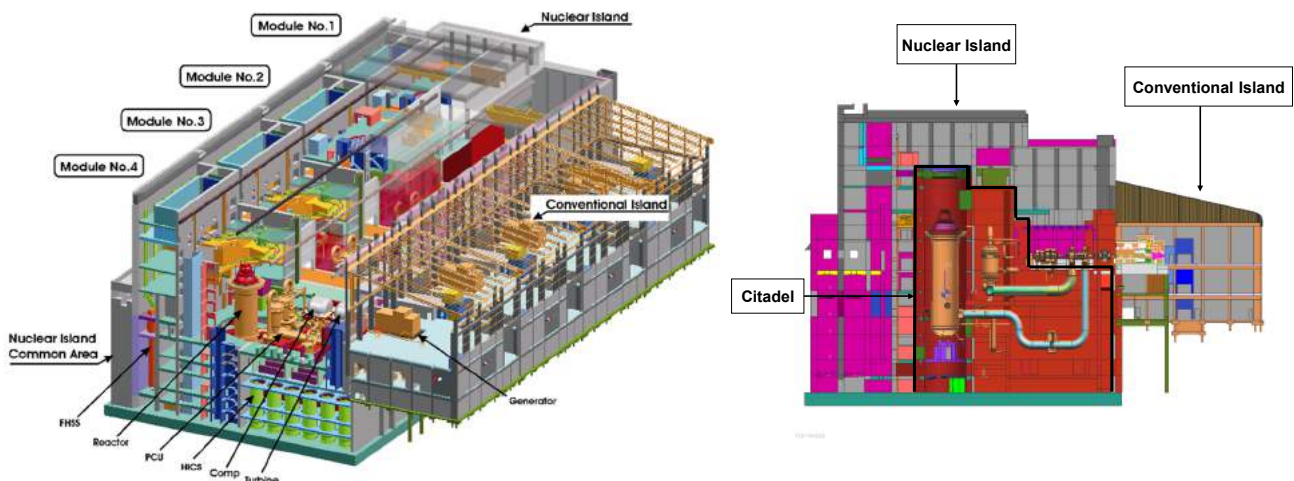 Module No.1
Nuclear Island
Module No.2
Module No.3
Module No.4
Conventional Island
Nuclear Island
Common Area
FHSS
Reactor
PCU
HICS
Comp
Turbine
Generator
Nuclear Island
Conventional Island
Citadel